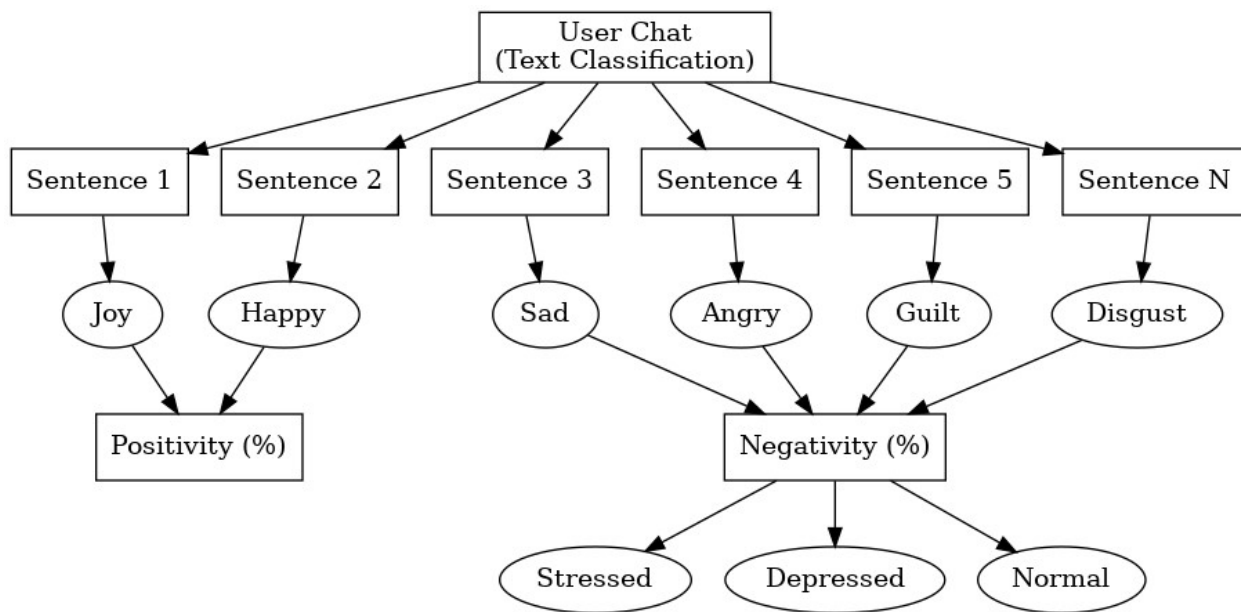 User Chat
(Text Classification)
Sentence 1
Sentence 2
Sentence 3
Sentence 4
Sentence 5
Sentence N
Joy
Happy
Sad
Angry
Guilt
Disgust
Positivity (%)
Negativity (%)
Stressed
Depressed
Normal